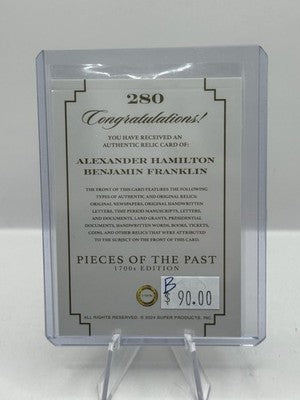 280
Congratulations!
YOU HAVE RECEIVED AN
AUTHENTIC RELIC CARD OF:
ALEXANDER HAMILTON
BENJAMIN FRANKLIN
THE FRONT OF THIS CARD FEATURES THE FOLLOWING
TYPES OF AUTHENTIC AND ORIGINAL RELICS:
ORIGINAL NEWSPAPERS, ORIGINAL HANDWRITTEN
LETTERS, TIME PERIOD MANUSCRIPTS, LETTERS,
AND DOCUMENTS, LAND GRANTS, PRESIDENTIAL
DOCUMENTS, HANDWRITTEN WORDS, BOOKS, TICKETS,
COINS, AND OTHER RELICS THAT WERE ATTRIBUTED
TO THE SUBJECT ON THE FRONT OF THIS CARD.
PIECES OF THE PAST
1700s EDITION
B
$ 90.00
ALL RIGHTS RESERVED. © 2024 SUPER PRODUCTS, INC.